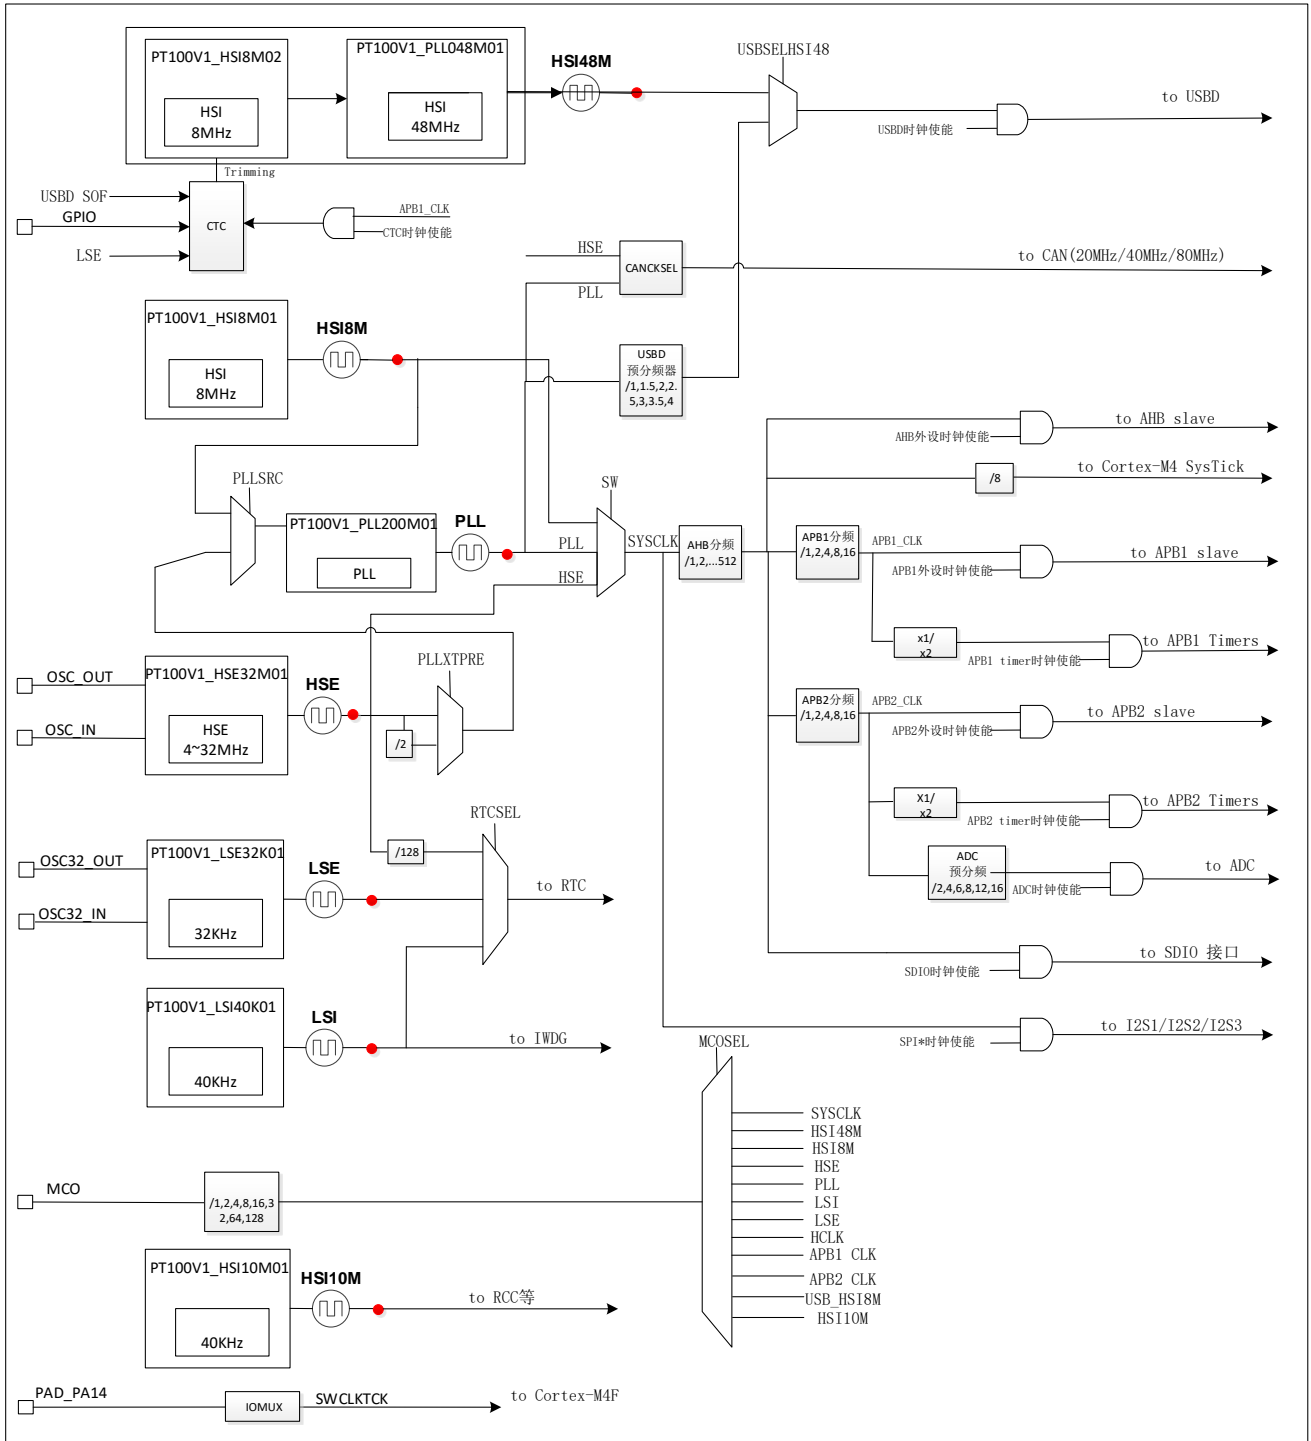 PT100V1_HSI8M02
HSI
8MHz
PT100V1_PLL048M01
HSI
48MHz
HSI48M
USBSELHSI48
to USBD
USBD时钟使能
Trimming
USBD SOF
GPIO
LSE
CTC
APB1_CLK
CTC时钟使能
HSE
PLL
CANCKSEL
to CAN(20MHz/40MHz/80MHz)
PT100V1_HSI8M01
HSI
8MHz
HSI8M
USBD
预分频器
/1,1.5,2,2.
5,3,3.5,4
to AHB slave
AHB外设时钟使能
/8
to Cortex-M4 SysTick
PLLSRC
PT100V1_PLL200M01
PLL
PLL
SW
PLL
HSE
SYSCLK
AHB分频
/1,2,...512
APB1分频
/1,2,4,8,16
APB1_CLK
APB1外设时钟使能
to APB1 slave
x1/
x2
APB1 timer时钟使能
to APB1 Timers
OSC_OUT
OSC_IN
PT100V1_HSE32M01
HSE
4~32MHz
HSE
PLLXTPRE
/2
APB2分频
/1,2,4,8,16
APB2_CLK
APB2外设时钟使能
to APB2 slave
X1/
x2
APB2 timer时钟使能
to APB2 Timers
RTCSEL
/128
OSC32_OUT
OSC32_IN
PT100V1_LSE32K01
32KHz
LSE
to RTC
ADC
预分频
/2,4,6,8,12,16
ADC时钟使能
to ADC
SDIO时钟使能
to SDIO 接口
PT100V1_LSI40K01
40KHz
LSI
to IWDG
SPI*时钟使能
to I2S1/I2S2/I2S3
MCOSEL
SYSCLK
HSI48M
HSI8M
HSE
PLL
LSI
LSE
HCLK
APB1 CLK
APB2 CLK
USB_HSI8M
HSI10M
MCO
/1,2,4,8,16,3
2,64,128
PT100V1_HSI10M01
40KHz
HSI10M
to RCC等
PAD_PA14
IOMUX
SWCLKTCK
to Cortex-M4F